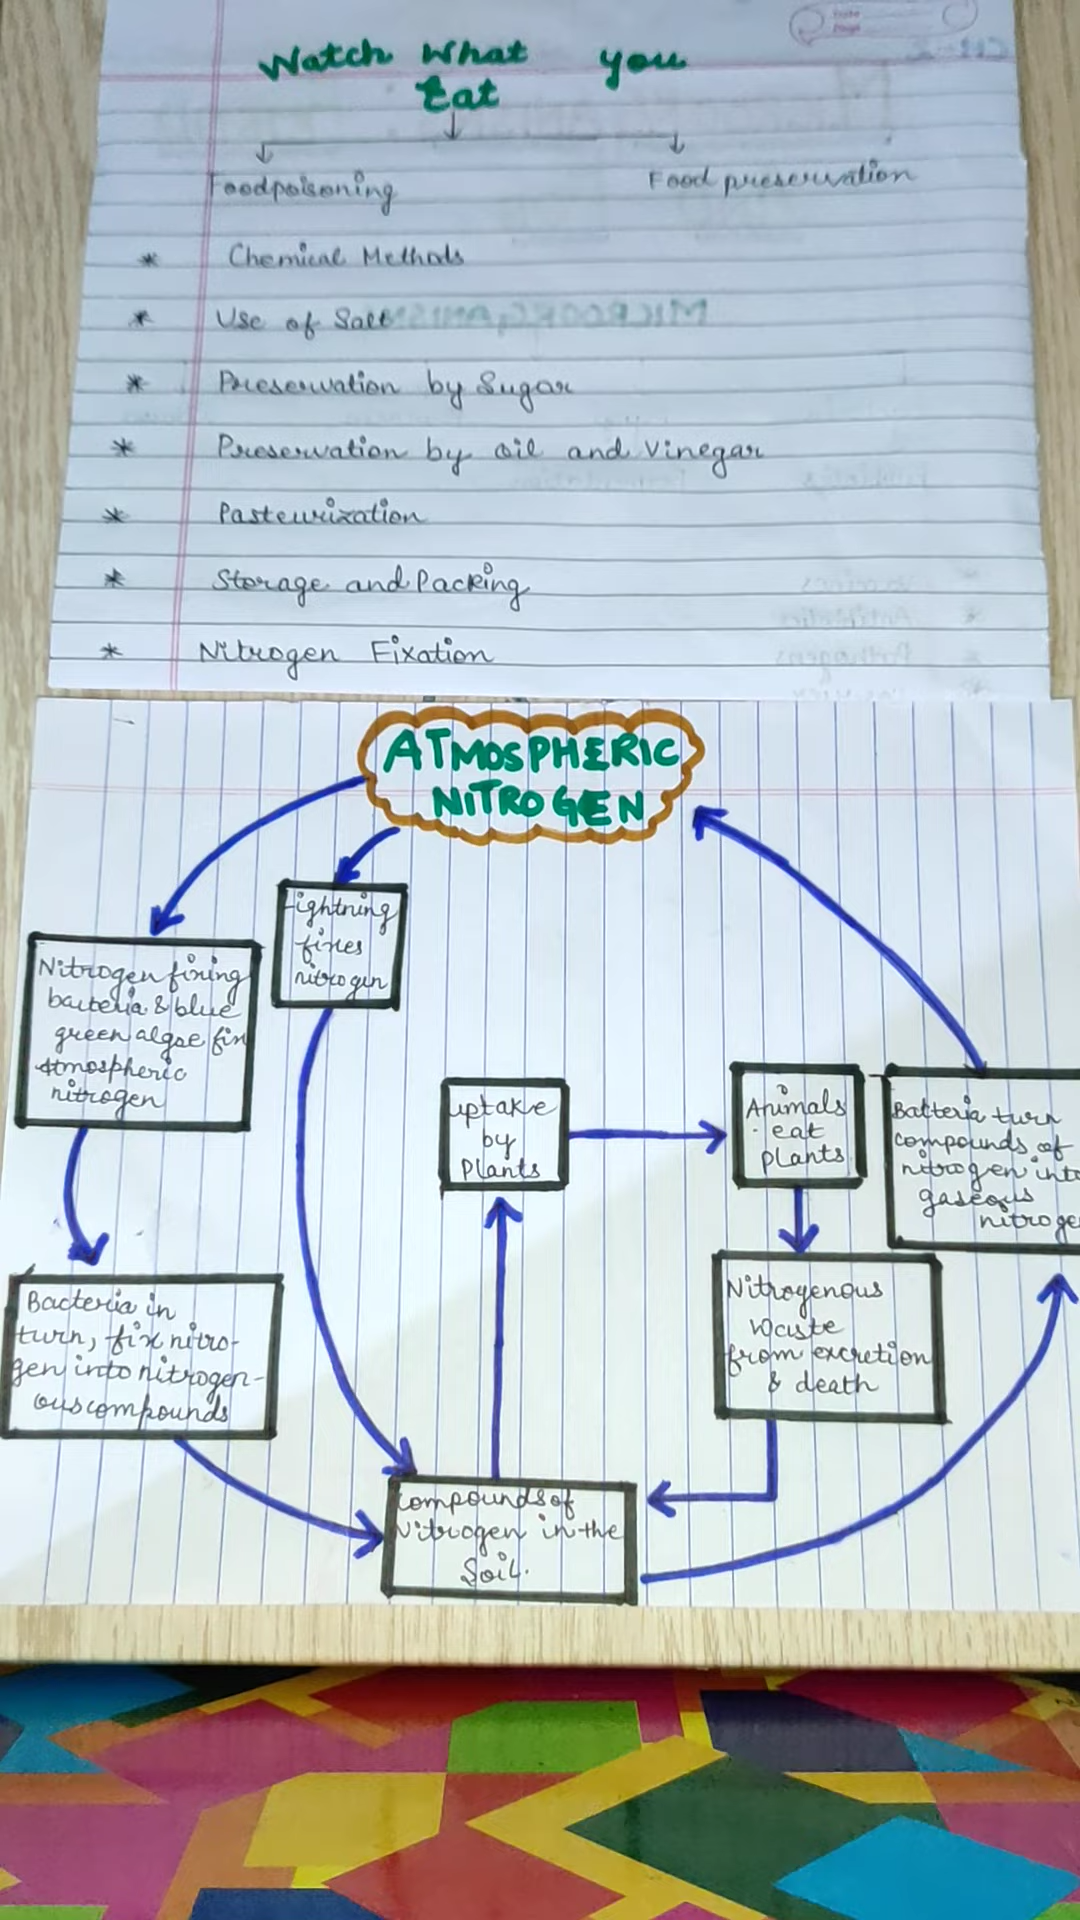 Watch What you
Eat
Foodpoisoning
Food preservation
* Chemical Methods
* Use of Salt
* Preservation by Sugar
* Preservation by oil and Vinegar
* Pasteurization
* Storage and Packing
* Nitrogen Fixation
ATMOSPHERIC
NITROGEN
Lightning
fixes
nitrogen
Nitrogen fixing
bacteria & blue
green algae fix
Atmospheric
nitrogen
uptake
by
Plants
Animals
eat
plants
Bacteria turn
compounds of
nitrogen into
gaseous
nitroge
Bacteria in
turn, fix nitro-
gen into nitrogen-
ous compounds
Nitrogenous
waste
from excretion
& death
compounds of
Nitrogen in the
Soil.